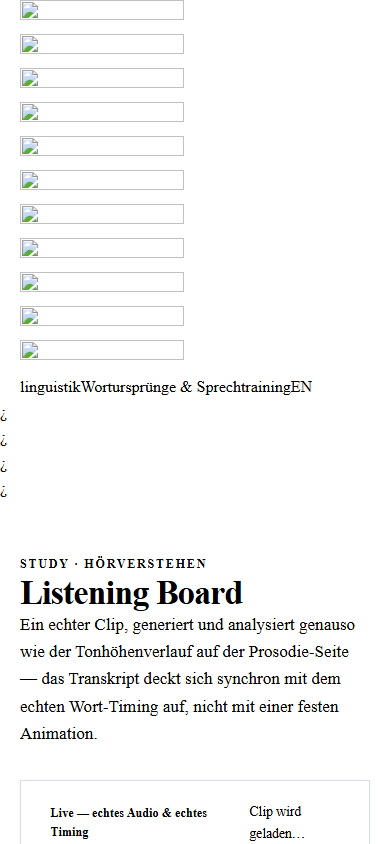 linguistikWortursprünge & SprechtrainingEN
¿
¿
¿
¿
STUDY · HÖRVERSTEHEN
Listening Board
Ein echter Clip, generiert und analysiert genauso
wie der Tonhöhenverlauf auf der Prosodie-Seite
— das Transkript deckt sich synchron mit dem
echten Wort-Timing auf, nicht mit einer festen
Animation.
Live — echtes Audio & echtes
Timing
Clip wird
geladen…